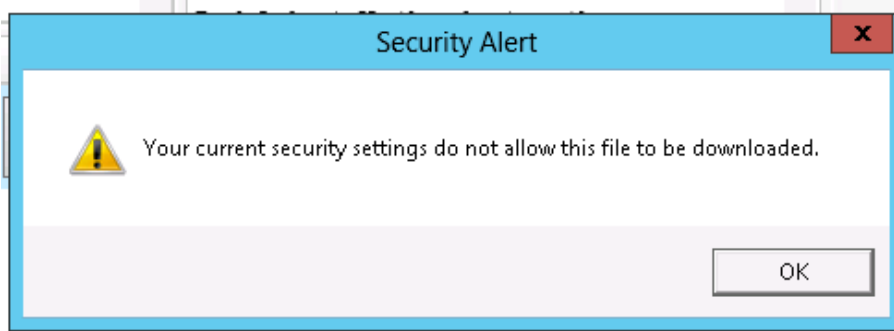 Security Alert
x
Your current security settings do not allow this file to be downloaded.
OK